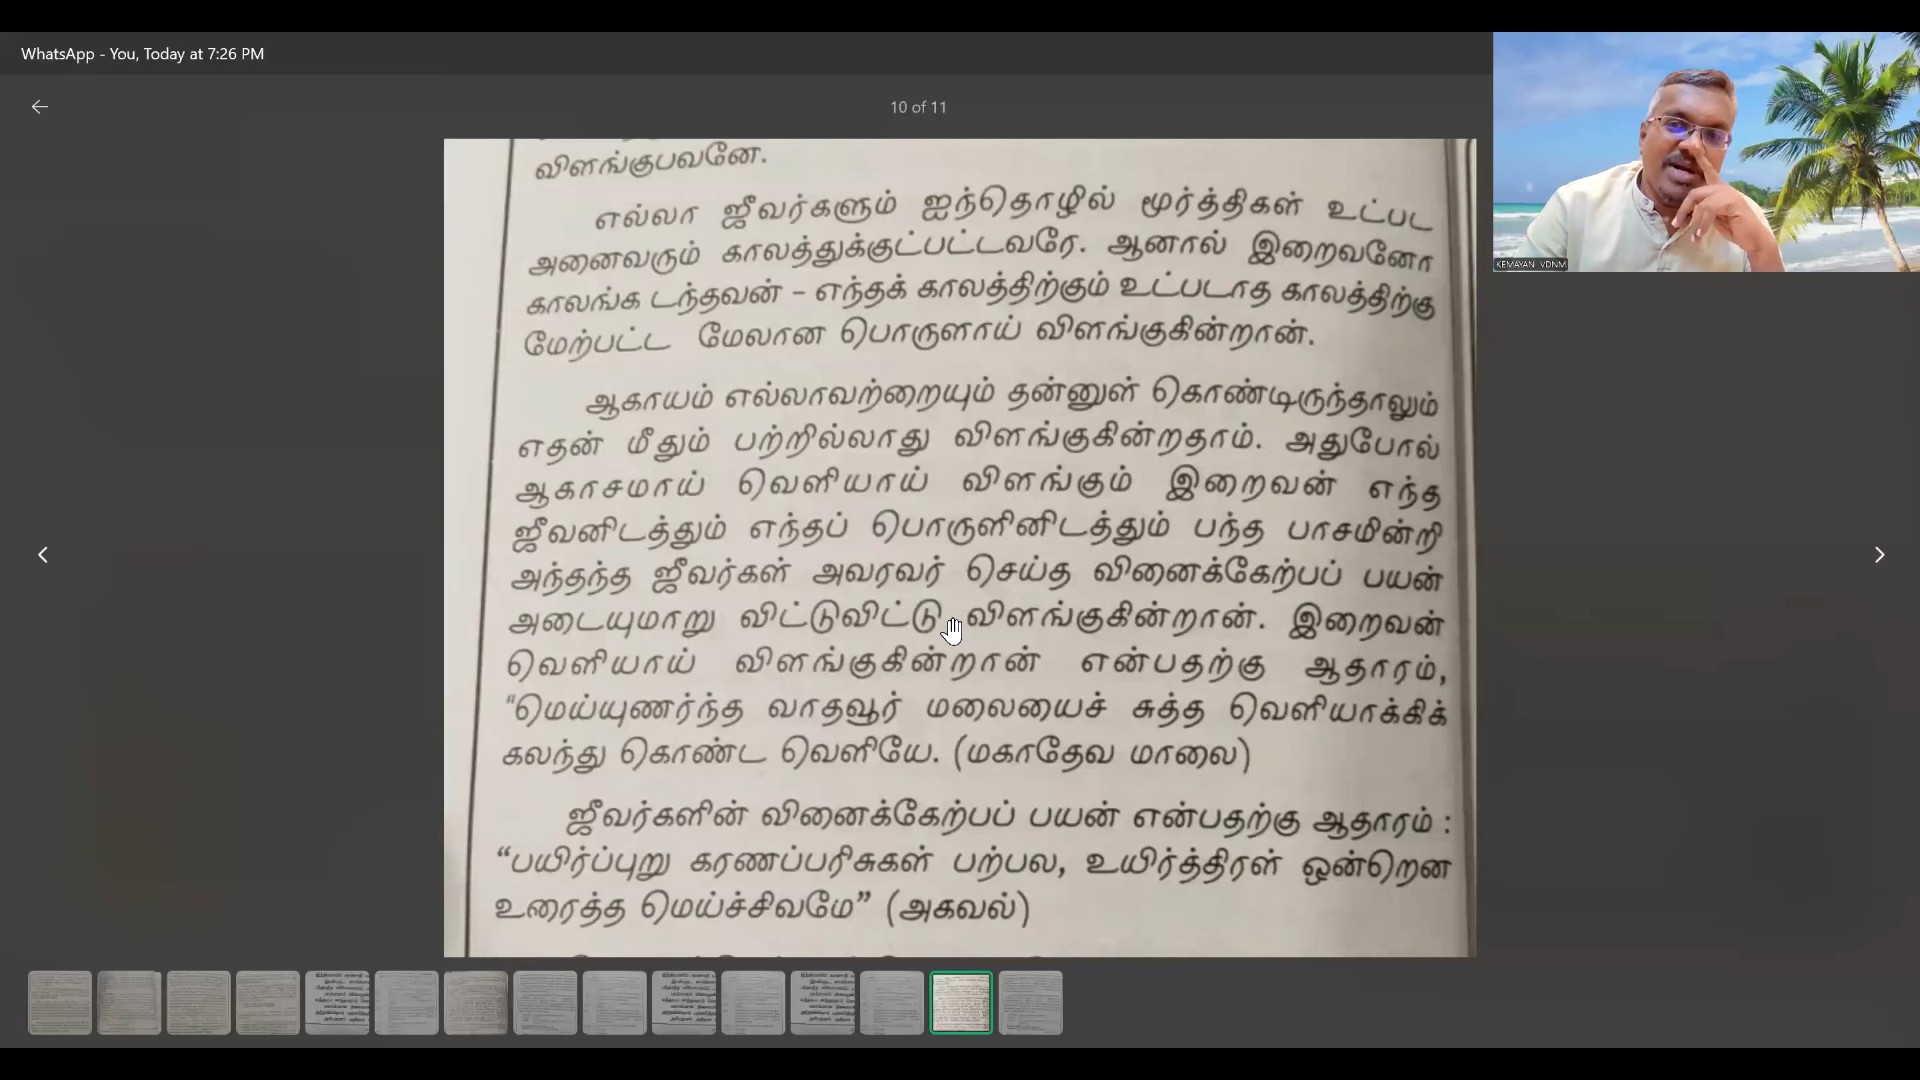 WhatsApp - You, Today at 7:26 PM
10 of 11
KEMAYAN VDNM
விளங்குபவனே.
எல்லா ஜீவர்களும் ஐந்தொழில் மூர்த்திகள் உட்பட
அனைவரும் காலத்துக்குட்பட்டவரே. ஆனால் இறைவனோ
காலங்க டந்தவன் – எந்தக் காலத்திற்கும் உட்படாத காலத்திற்கு
மேற்பட்ட மேலான பொருளாய் விளங்குகின்றான்.
ஆகாயம் எல்லாவற்றையும் தன்னுள் கொண்டிருந்தாலும்
எதன் மீதும் பற்றில்லாது விளங்குகின்றதாம். அதுபோல்
ஆகாசமாய் வெளியாய் விளங்கும் இறைவன் எந்த
ஜீவனிடத்தும் எந்தப் பொருளினிடத்தும் பந்த பாசமின்றி
அந்தந்த ஜீவர்கள் அவரவர் செய்த வினைக்கேற்பப் பயன்
அடையுமாறு விட்டுவிட்டு விளங்குகின்றான். இறைவன்
வெளியாய் விளங்குகின்றான் என்பதற்கு ஆதாரம்,
“மெய்யுணர்ந்த வாதவூர் மலையைச் சுத்த வெளியாக்கிக்
கலந்து கொண்ட வெளியே. (மகாதேவ மாலை)
ஜீவர்களின் வினைக்கேற்பப் பயன் என்பதற்கு ஆதாரம் :
“பயிர்ப்புறு கரணப்பரிசுகள் பற்பல, உயிர்த்திரள் ஒன்றென
உரைத்த மெய்ச்சிவமே” (அகவல்)